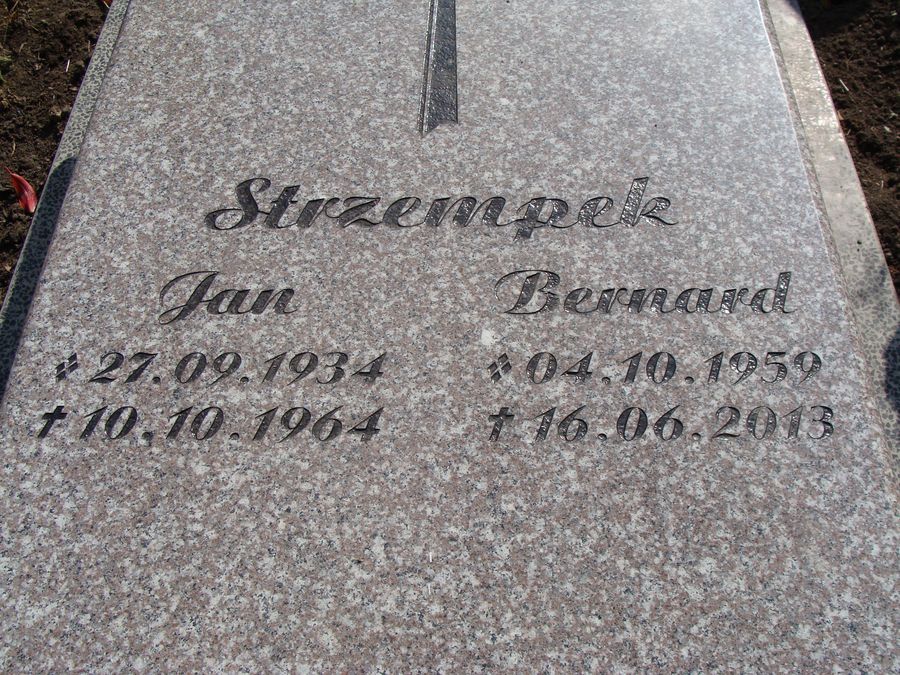 Strzempek
Jan Bernard
27.09.1934 04.10.1959
✝ 10.10.1964 ✝ 16.06.2013